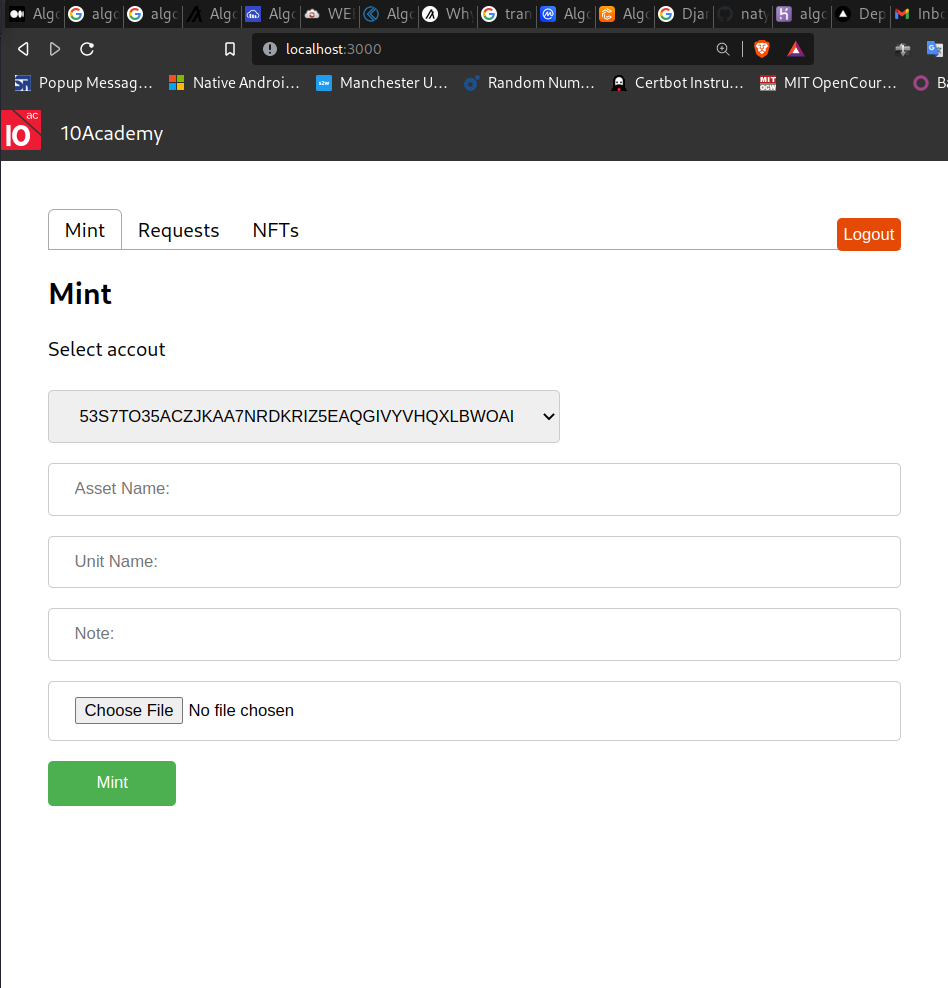 Algo algo algo Algo Algo WE Algo Why tran Algo Algo Djan naty algo Dep Inbo
localhost:3000
Popup Messag... Native Androi... Manchester U... Random Num... Certbot Instru... MIT OpenCour... Ba
10 ac 10Academy
Mint Requests NFTs Logout
Mint
Select accout
53S7TO35ACZJKAA7NRDKRIZ5EAQGIVYVHQXLBWOAI
Asset Name:
Unit Name:
Note:
Choose File No file chosen
Mint